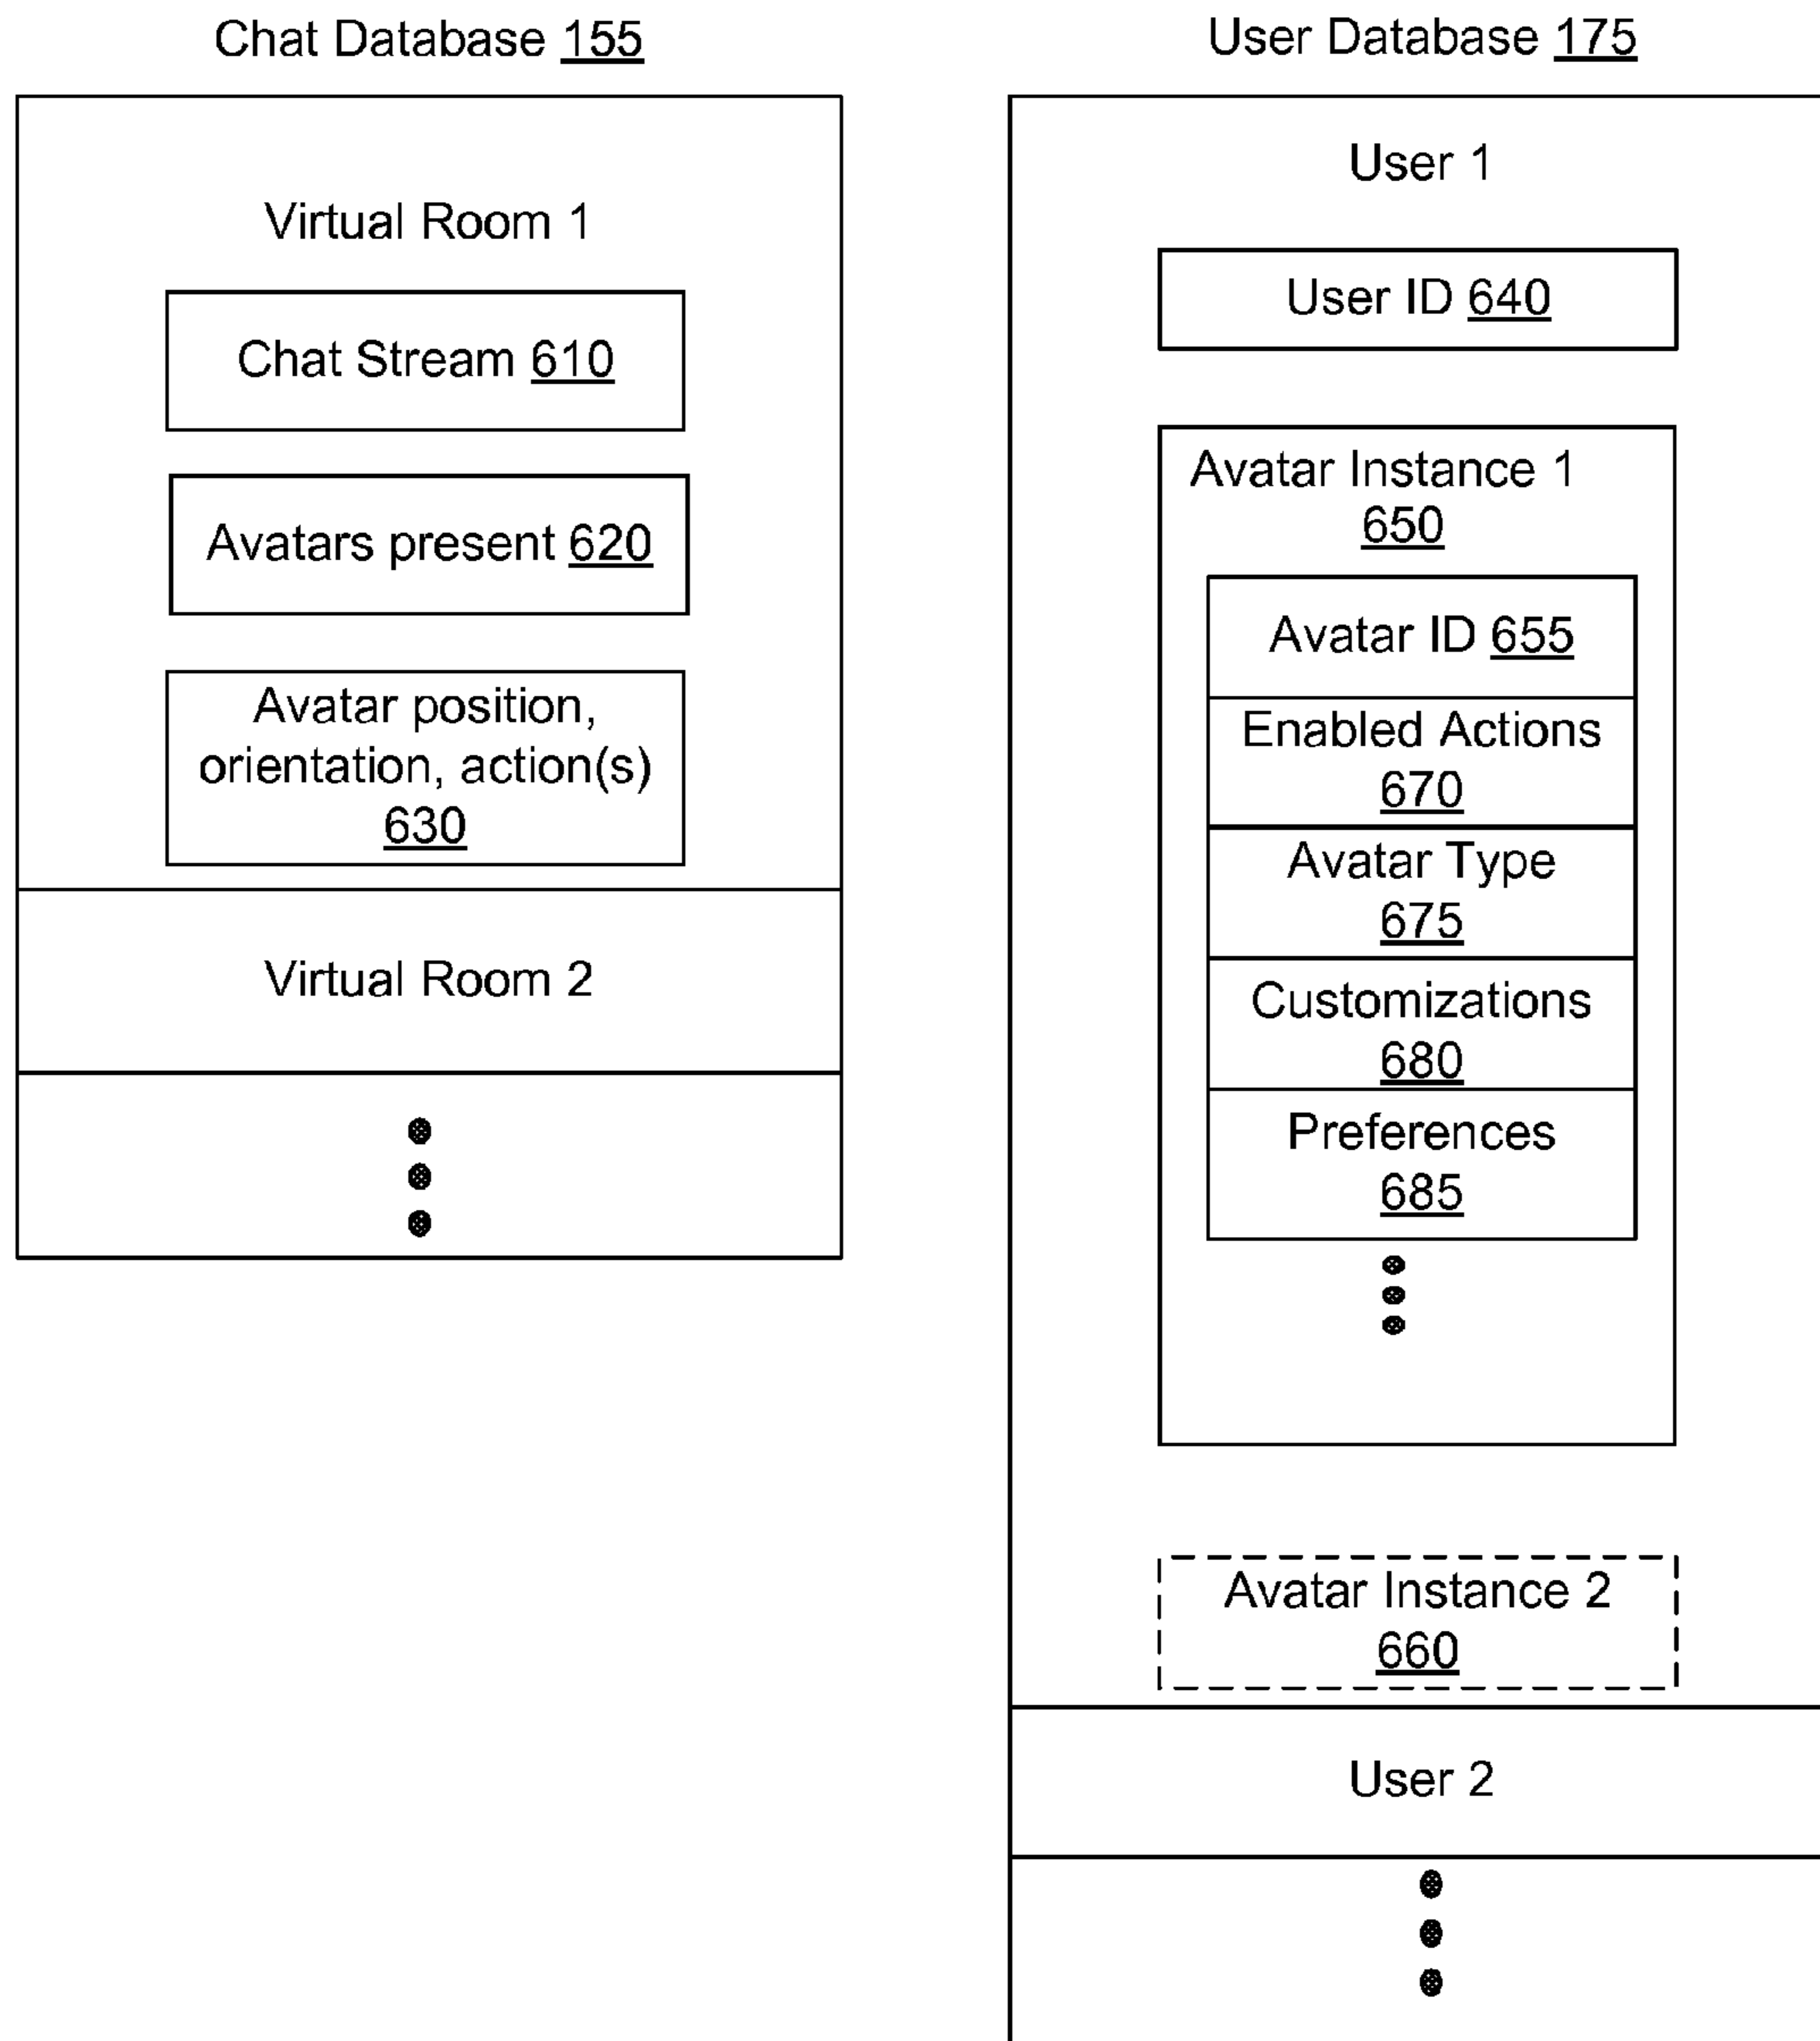 Chat Database 155
Virtual Room 1
Chat Stream 610
Avatars present 620
Avatar position,
orientation, action(s)
630
Virtual Room 2
User Database 175
User 1
User ID 640
Avatar Instance 1
650
Avatar ID 655
Enabled Actions
670
Avatar Type
675
Customizations
680
Preferences
685
Avatar Instance 2
660
User 2